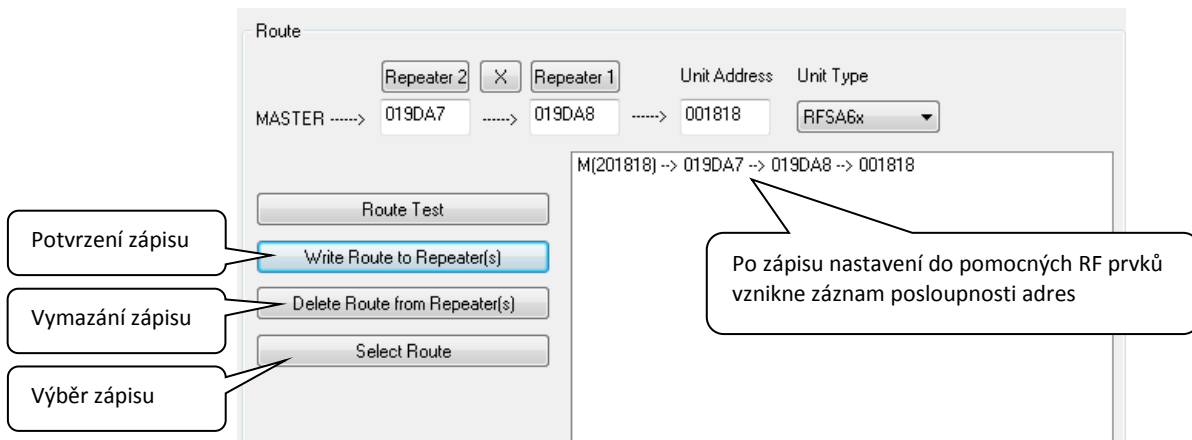 Route
Repeater 2 X Repeater 1 Unit Address Unit Type
MASTER ------> 019DA7 ------> 019DA8 ------> 001818 RFSA6x
M(201818) --> 019DA7 --> 019DA8 --> 001818
Route Test
Potvrzení zápisu
Write Route to Repeater(s)
Po zápisu nastavení do pomocných RF prvků
vznikne záznam posloupnosti adres
Delete Route from Repeater(s)
Vymazání zápisu
Select Route
Výběr zápisu